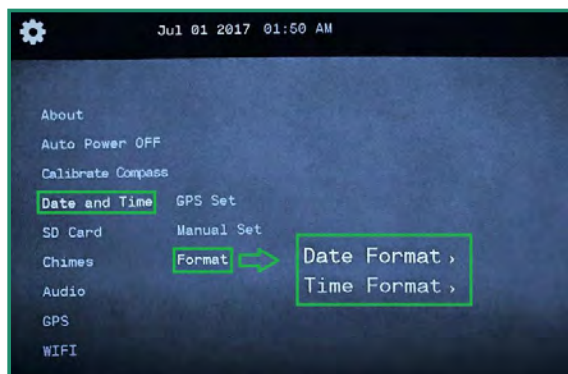 Jul 01 2017 01:50 AM
About
Auto Power OFF
Calibrate Compass
Date and Time
GPS Set
SD Card
Manual Set
Chimes
Format
Date Format ›
Time Format ›
Audio
GPS
WIFI